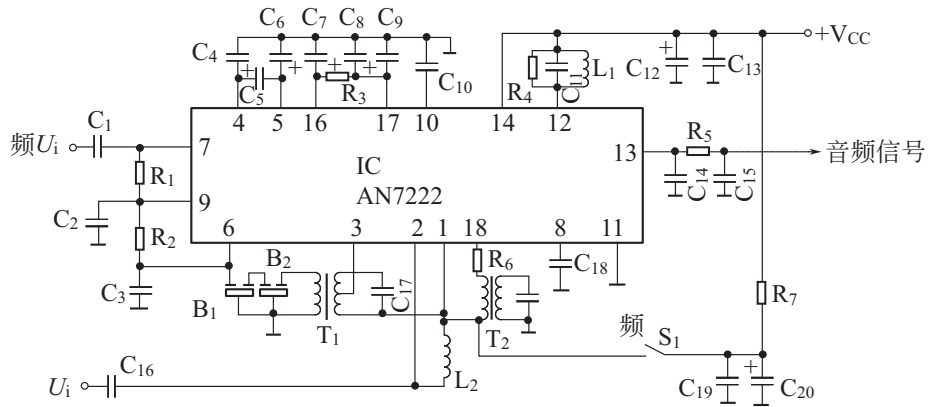 C6 C7 C8 C9
C4
C5
R3
C10
R4
C11
L1
C12
C13
+VCC
4 5 16 17 10 14 12
C1
频Ui
7
IC
AN7222
13
R5
音频信号
R1
C14
C15
C2
9
R2
6 3 2 1 18 8 11
C3
B1
B2
T1
C17
R6
T2
C18
R7
频
S1
L2
C16
Ui
C19
C20